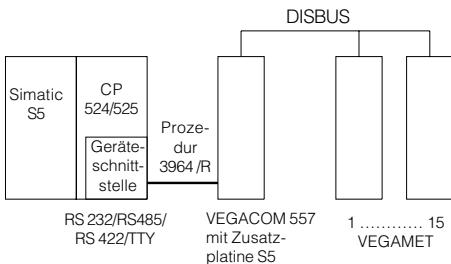 DISBUS
Simatic
S5
CP
524/525
Geräte-
schnitt-
stelle
Proze-
dur
3964/R
RS 232/RS485/
RS 422/TTY
VEGACOM 557
mit Zusatz-
platine S5
1 ............ 15
VEGAMET